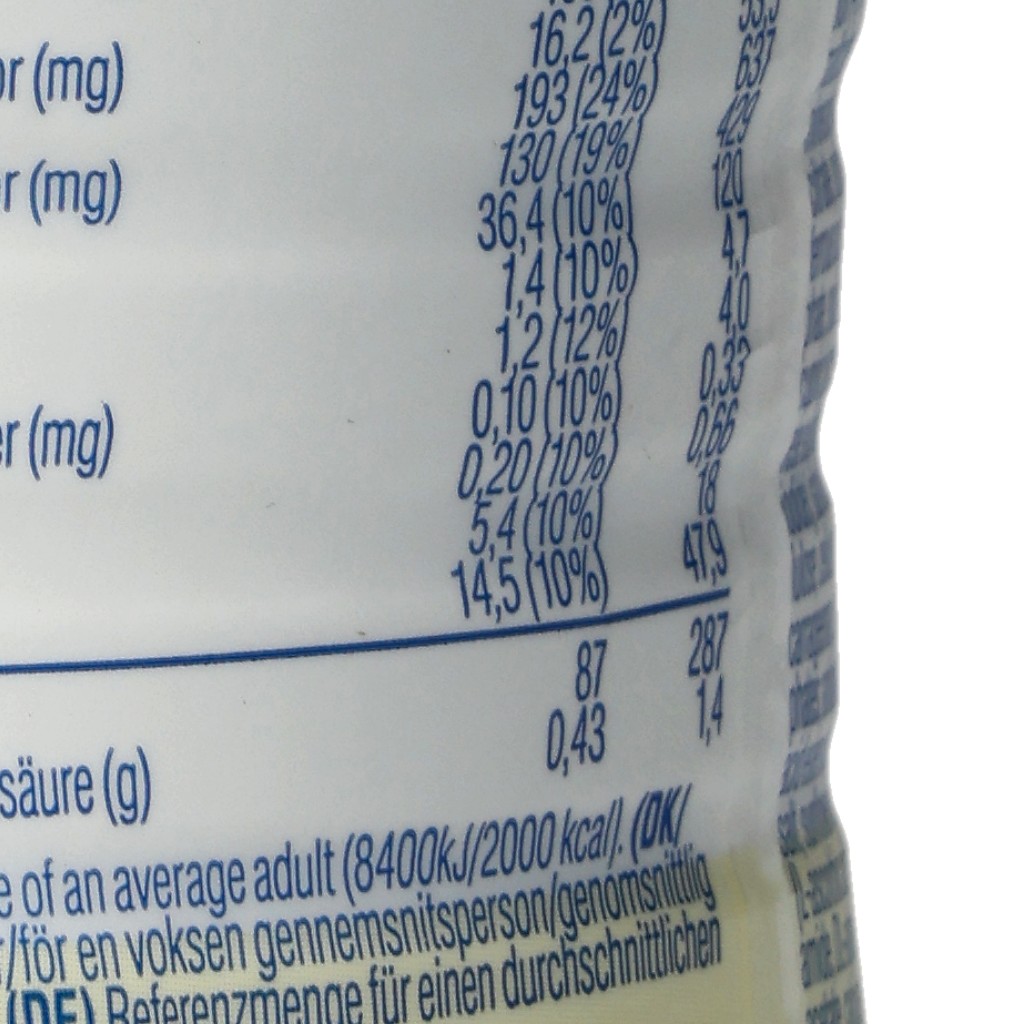 16,2 (2%) 53,5
or (mg) 193 (24%) 637
130 (19%) 429
r (mg) 36,4 (10%) 120
1,4 (10%) 4,7
1,2 (12%) 4,0
0,10 (10%) 0,33
er (mg) 0,20 (10%) 0,66
5,4 (10%) 18
14,5 (10%) 47,9
87 287
säure (g) 0,43 1,4
e of an average adult (8400kJ/2000 kcal). (DK/
/för en voksen gennemsnitsperson/genomsnittlig
(DE) Referenzmenge für einen durchschnittlichen